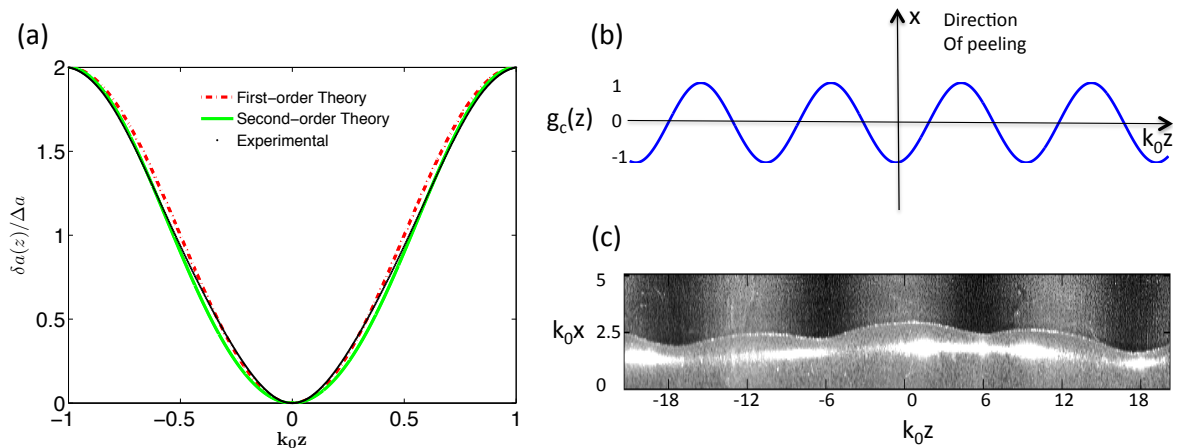 (a)
2
1.5
1
0.5
0
δa(z)/Δa
First−order Theory
Second−order Theory
Experimental
−1
−0.5
0
0.5
1
k₀z
(b)
x
Direction
Of peeling
1
0
-1
g_c(z)
k₀z
(c)
5
2.5
0
k₀x
-18
-12
-6
0
6
12
18
k₀z